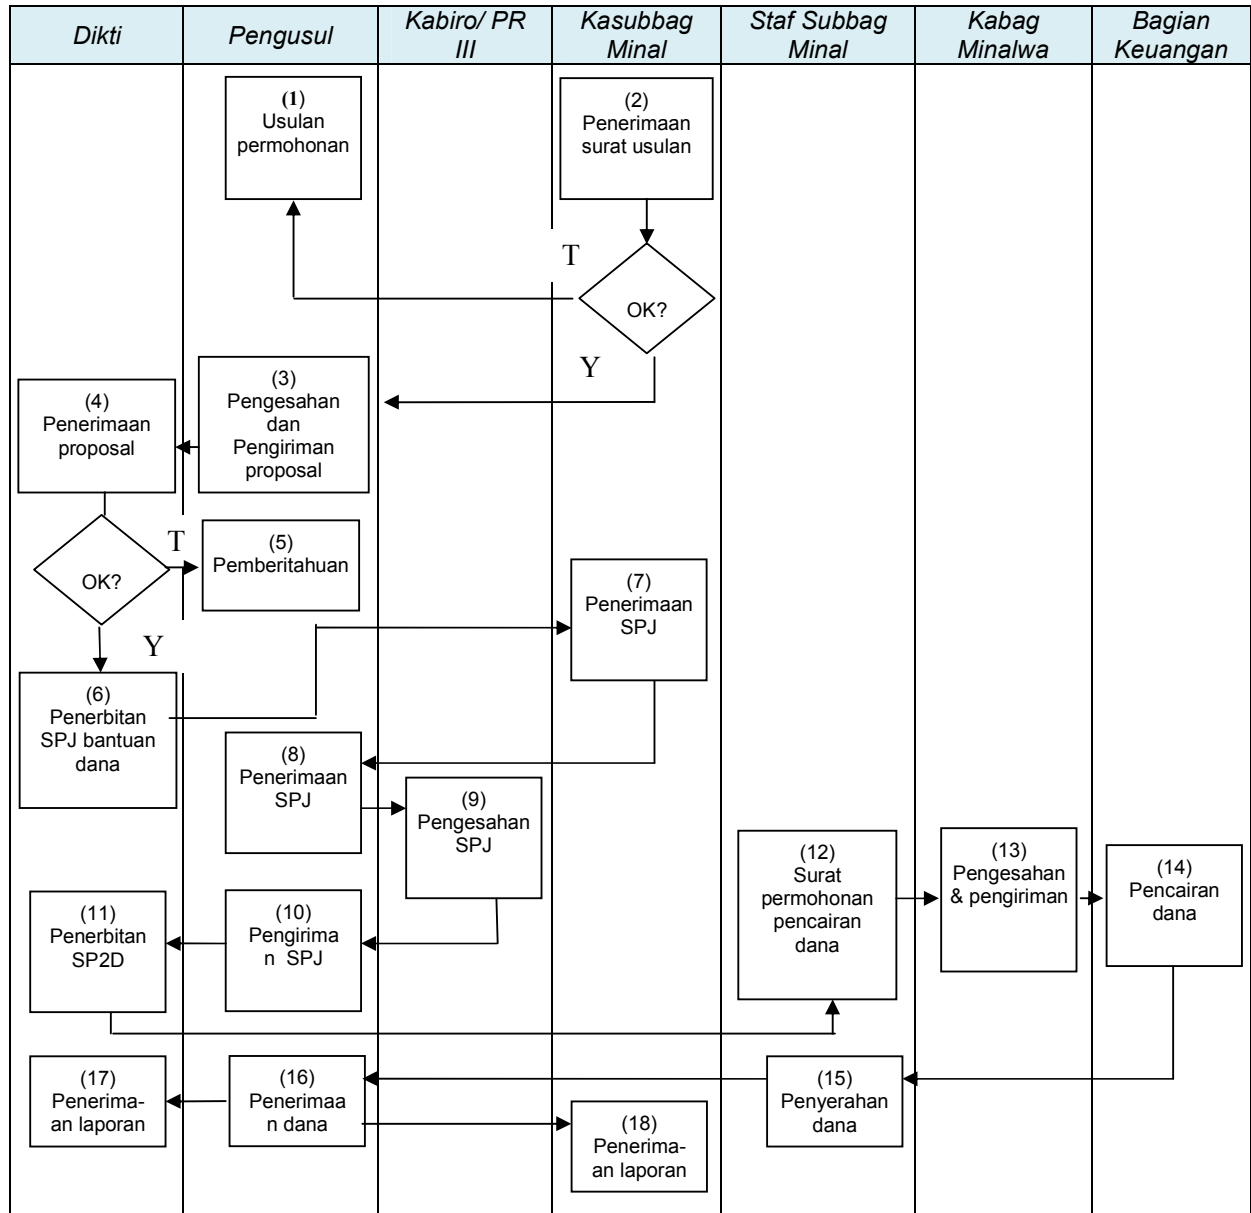 Dikti
Pengusul
Kabiro/ PR
III
Kasubbag
Minal
Staf Subbag
Minal
Kabag
Minalwa
Bagian
Keuangan
(1)
Usulan
permohonan
(2)
Penerimaan
surat usulan
T
OK?
Y
(3)
Pengesahan
dan
Pengiriman
proposal
(4)
Penerimaan
proposal
OK?
T
(5)
Pemberitahuan
Y
(6)
Penerbitan
SPJ bantuan
dana
(7)
Penerimaan
SPJ
(8)
Penerimaan
SPJ
(9)
Pengesahan
SPJ
(10)
Pengirima
n SPJ
(11)
Penerbitan
SP2D
(12)
Surat
permohonan
pencairan
dana
(13)
Pengesahan
& pengiriman
(14)
Pencairan
dana
(15)
Penyerahan
dana
(16)
Penerimaa
n dana
(17)
Penerima-
an laporan
(18)
Penerima-
an laporan